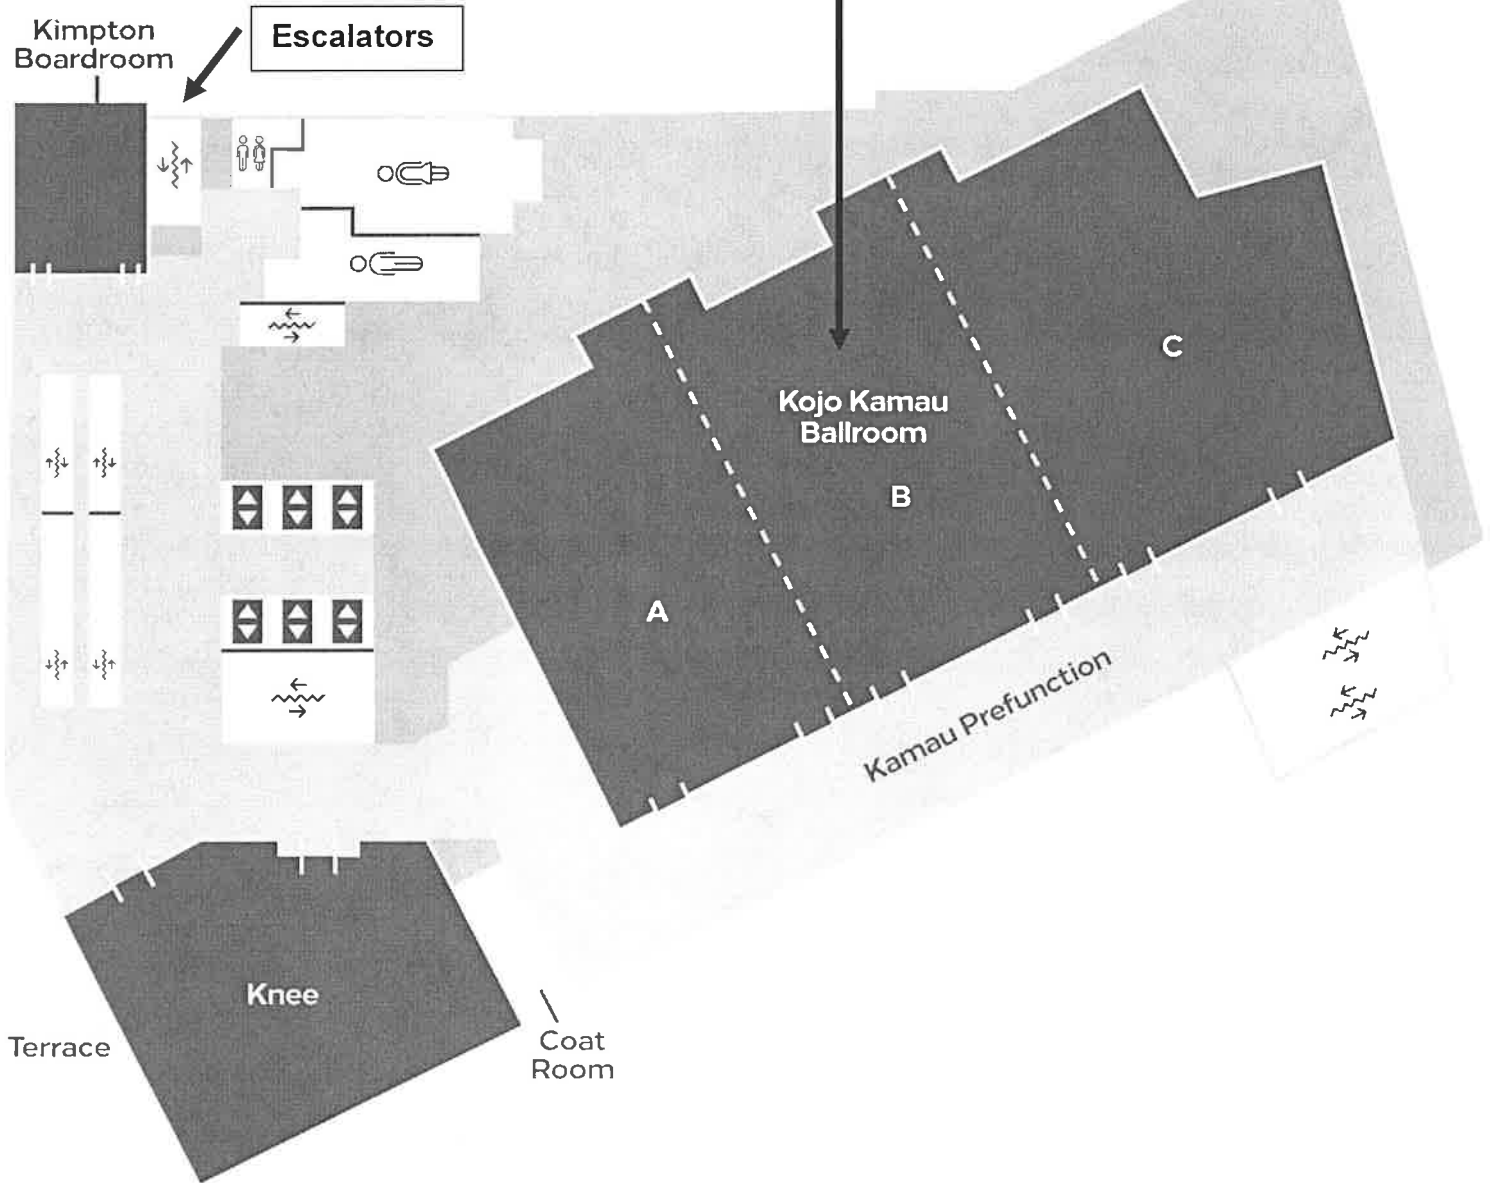 Kimpton
Boardroom
Escalators
Kojo Kamau
Ballroom
A
B
C
Kamau Prefunction
Knee
Terrace
Coat
Room